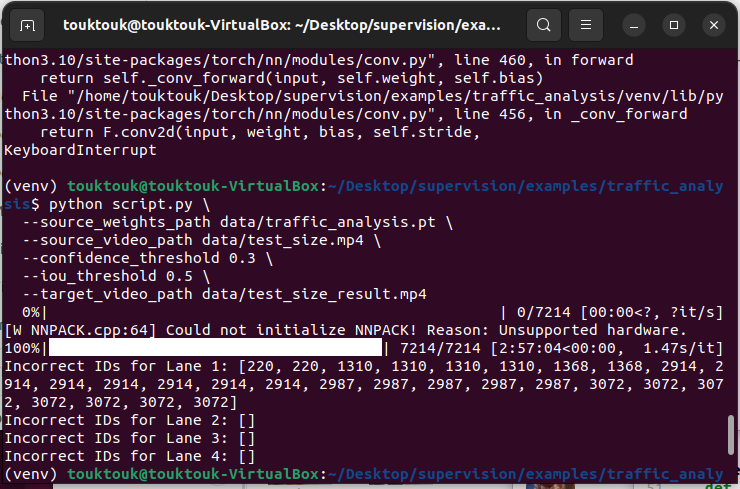 touktouk@touktouk-VirtualBox: ~/Desktop/supervision/exa...
thon3.10/site-packages/torch/nn/modules/conv.py", line 460, in forward
    return self._conv_forward(input, self.weight, self.bias)
  File "/home/touktouk/Desktop/supervision/examples/traffic_analysis/venv/lib/py
thon3.10/site-packages/torch/nn/modules/conv.py", line 456, in _conv_forward
    return F.conv2d(input, weight, bias, self.stride,
KeyboardInterrupt
(venv) touktouk@touktouk-VirtualBox:~/Desktop/supervision/examples/traffic_analy
sis$ python script.py \
  --source_weights_path data/traffic_analysis.pt \
  --source_video_path data/test_size.mp4 \
  --confidence_threshold 0.3 \
  --iou_threshold 0.5 \
  --target_video_path data/test_size_result.mp4
  0%|                                                  | 0/7214 [00:00<?, ?it/s]
[W NNPACK.cpp:64] Could not initialize NNPACK! Reason: Unsupported hardware.
100%|                                    | 7214/7214 [2:57:04<00:00,  1.47s/it]
Incorrect IDs for Lane 1: [220, 220, 1310, 1310, 1310, 1310, 1368, 1368, 2914, 2
914, 2914, 2914, 2914, 2914, 2914, 2987, 2987, 2987, 2987, 2987, 3072, 3072, 307
2, 3072, 3072, 3072, 3072]
Incorrect IDs for Lane 2: []
Incorrect IDs for Lane 3: []
Incorrect IDs for Lane 4: []
(venv) touktouk@touktouk-VirtualBox:~/Desktop/supervision/examples/traffic_analy